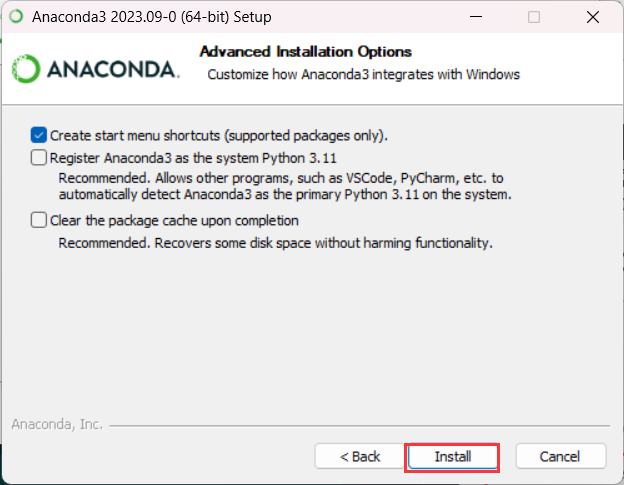 Anaconda3 2023.09-0 (64-bit) Setup
ANACONDA.
Advanced Installation Options
Customize how Anaconda3 integrates with Windows
Create start menu shortcuts (supported packages only).
Register Anaconda3 as the system Python 3.11
Recommended. Allows other programs, such as VSCode, PyCharm, etc. to
automatically detect Anaconda3 as the primary Python 3.11 on the system.
Clear the package cache upon completion
Recommended. Recovers some disk space without harming functionality.
Anaconda, Inc.
< Back Install Cancel